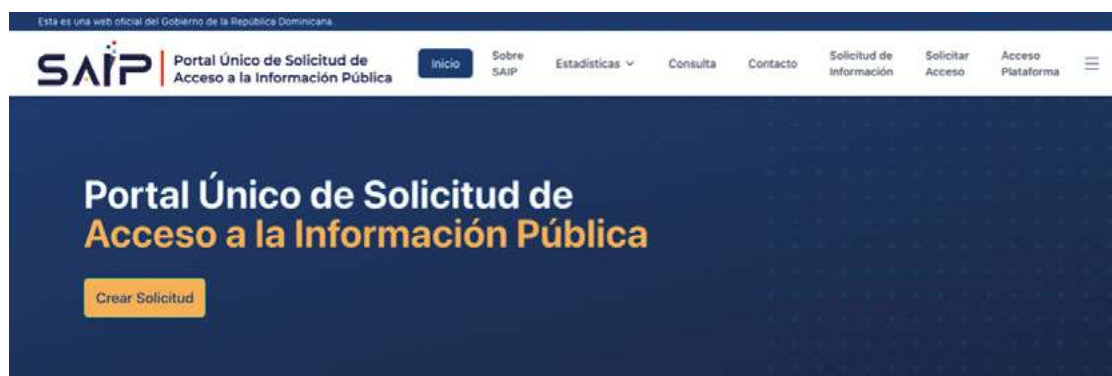 Esta es una web oficial del Gobierno de la República Dominicana.
SAIP
Portal Único de Solicitud de
Acceso a la Información Pública
Inicio
Sobre
SAIP
Estadísticas
Consulta
Contacto
Solicitud de
Información
Solicitar
Acceso
Acceso
Plataforma
Portal Único de Solicitud de
Acceso a la Información Pública
Crear Solicitud